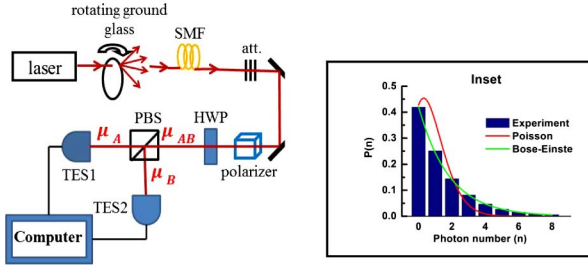 rotating ground
glass
SMF
att.
laser
PBS
HWP
μA
μAB
polarizer
TES1
μB
TES2
Computer
Inset
Experiment
Poisson
Bose-Einste
P(n)
0.5
0.4
0.3
0.2
0.1
0.0
0 2 4 6 8
Photon number (n)